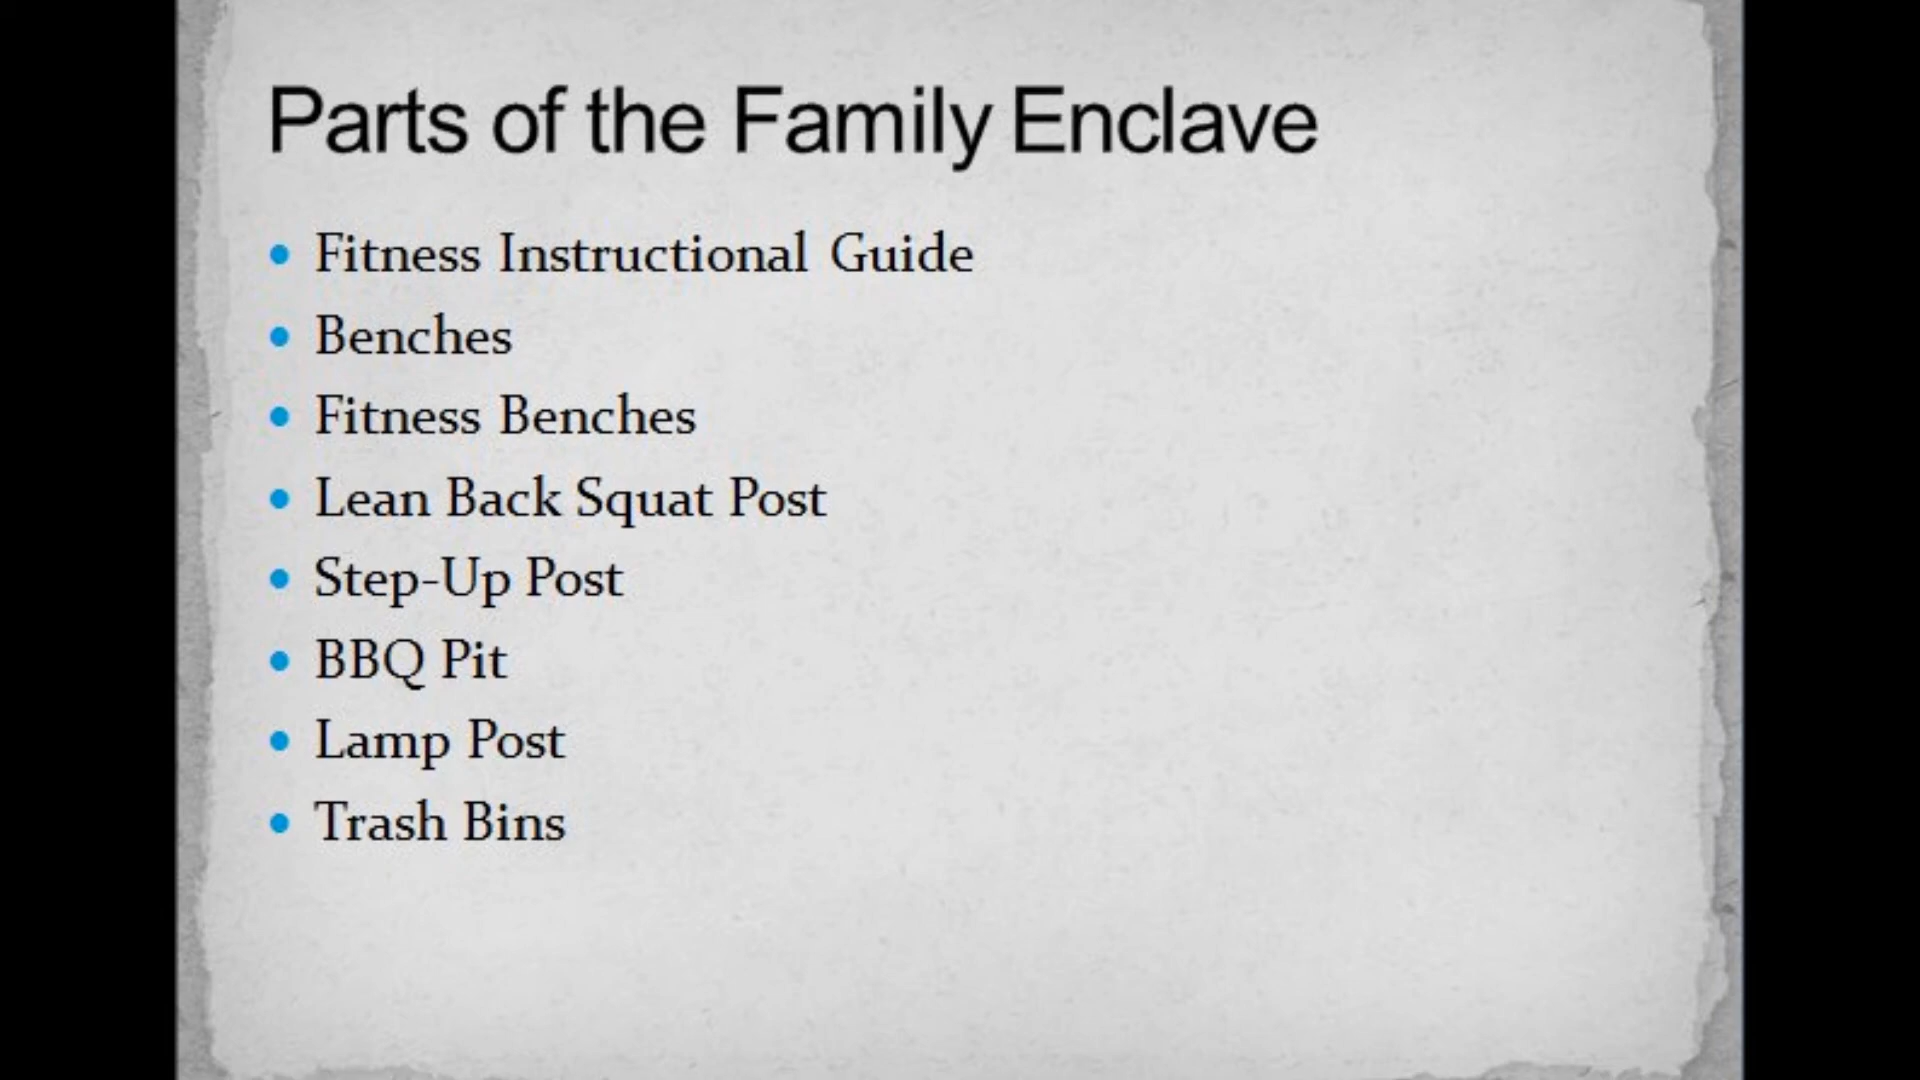 Parts of the Family Enclave
Fitness Instructional Guide
Benches
Fitness Benches
Lean Back Squat Post
Step-Up Post
BBQ Pit
Lamp Post
Trash Bins